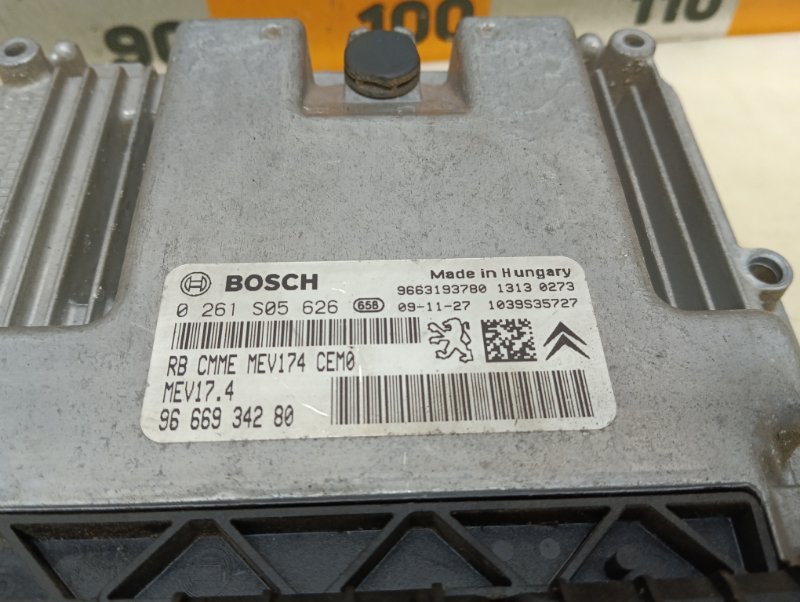 90 100 110
BOSCH Made in Hungary
9663193780 1313 0273
0 261 S05 626 65B 09-11-27 1039S35727
RB CMME MEV174 CEM0
MEV17.4
96 669 342 80